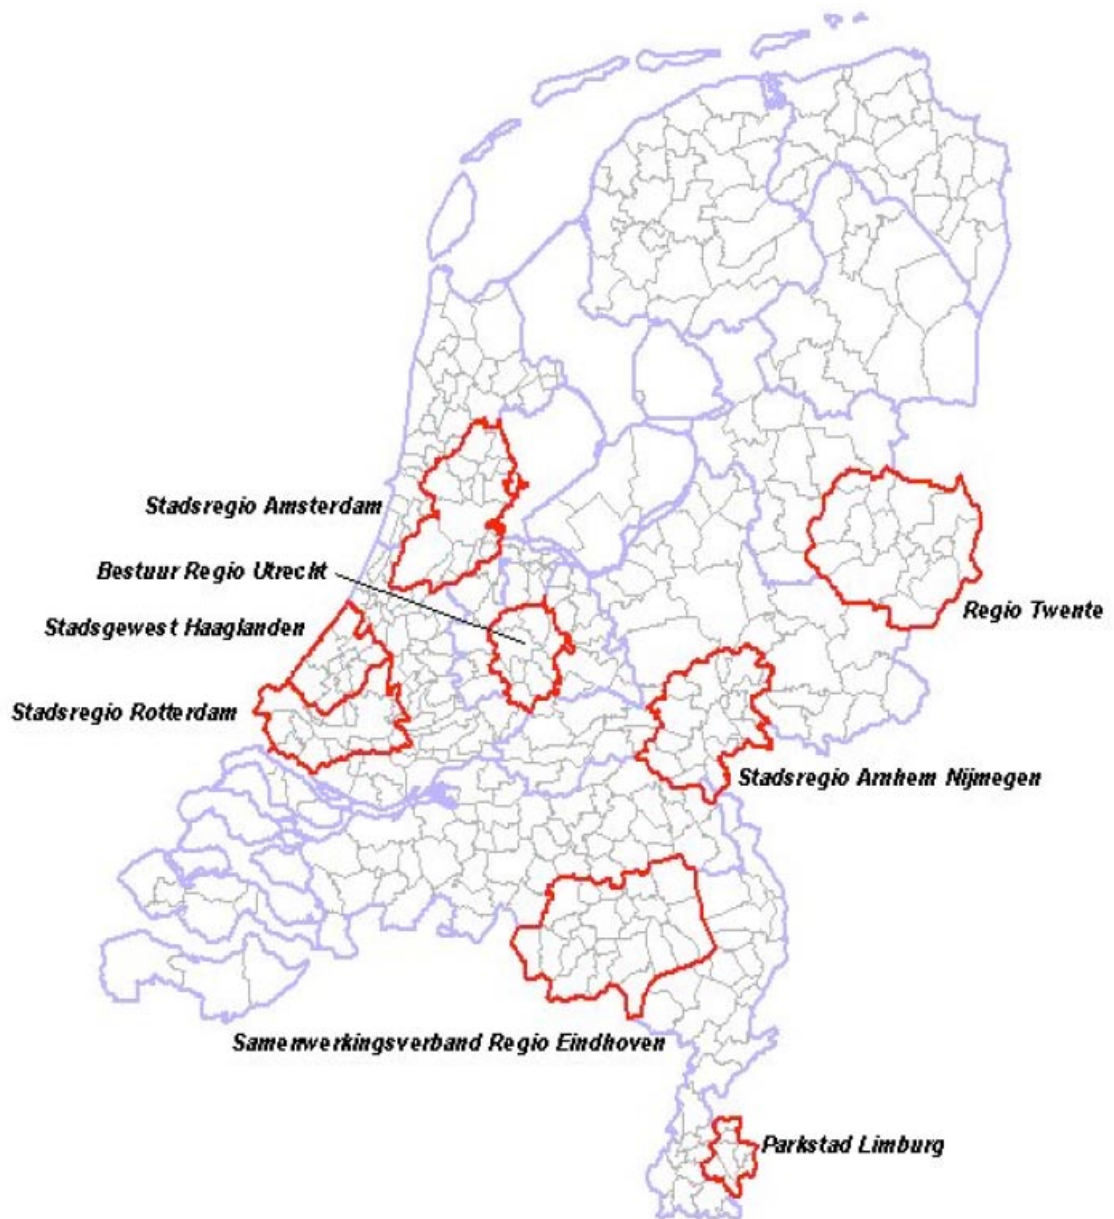 Stadsregio Amsterdam
Bestuur Regio Utrecht
Stadsgewest Haaglanden
Regio Twente
Stadsregio Rotterdam
Stadsregio Arnhem Nijmegen
Samenwerkingsverband Regio Eindhoven
Parkstad Limburg